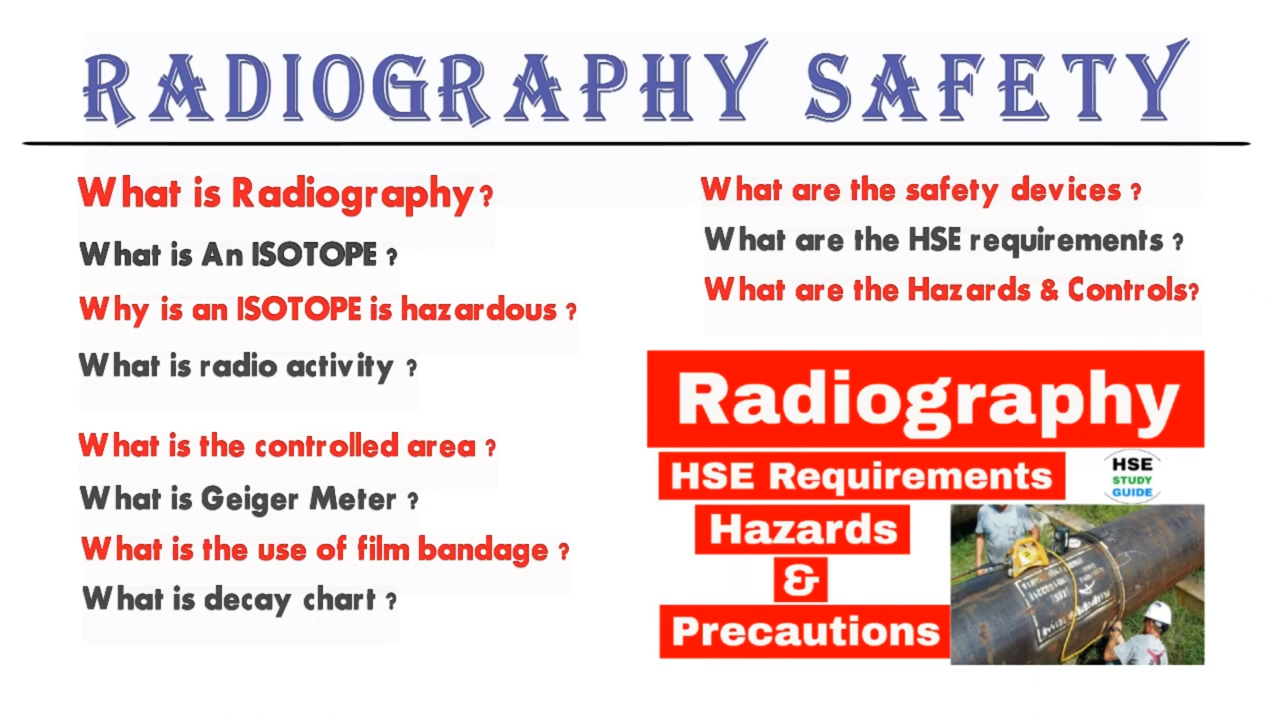 RADIOGRAPHY SAFETY
What is Radiography?
What is An ISOTOPE ?
Why is an ISOTOPE is hazardous ?
What is radio activity ?
What is the controlled area ?
What is Geiger Meter ?
What is the use of film bandage ?
What is decay chart ?
What are the safety devices ?
What are the HSE requirements ?
What are the Hazards & Controls?
Radiography
HSE Requirements
Hazards
&
Precautions
HSE
STUDY
GUIDE